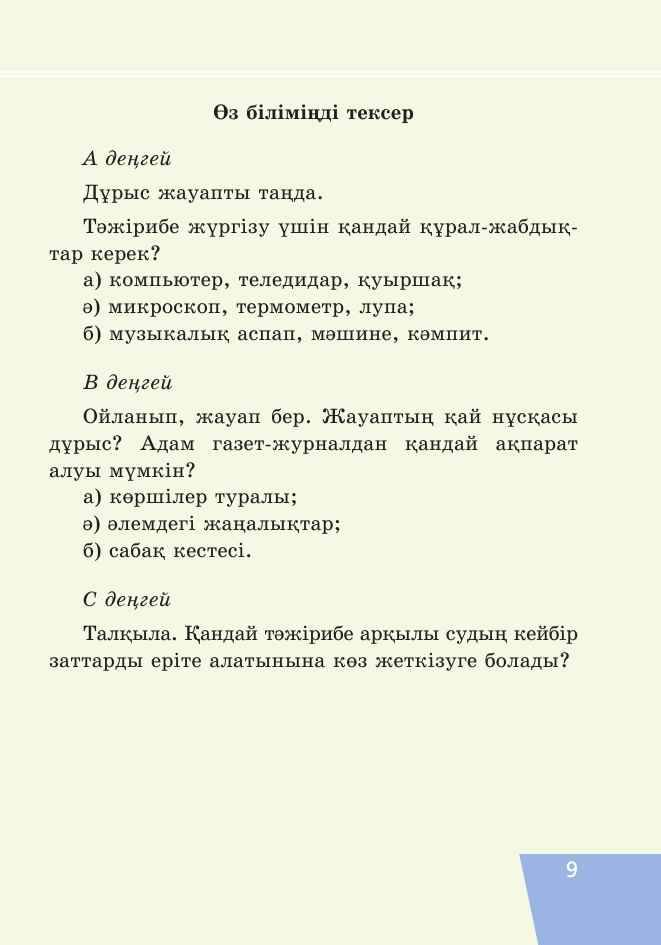 Өз біліміңді тексер
А деңгей
Дұрыс жауапты таңда.
Тәжірибе жүргізу үшін қандай құрал-жабдық-
тар керек?
а) компьютер, теледидар, қуыршақ;
ә) микроскоп, термометр, лупа;
б) музыкалық аспап, мәшине, кәмпит.
В деңгей
Ойланып, жауап бер. Жауаптың қай нұсқасы
дұрыс? Адам газет-журналдан қандай ақпарат
алуы мүмкін?
а) көршілер туралы;
ә) әлемдегі жаңалықтар;
б) сабақ кестесі.
С деңгей
Талқыла. Қандай тәжірибе арқылы судың кейбір
заттарды еріте алатынына көз жеткізуге болады?
9